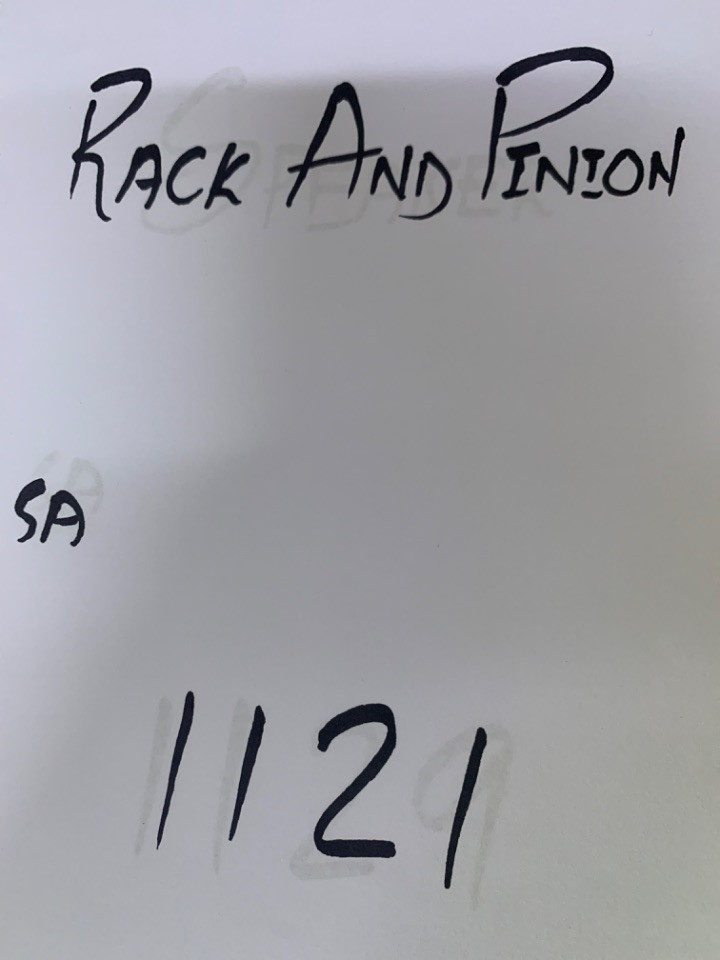 RACK AND PINION
SA
1121